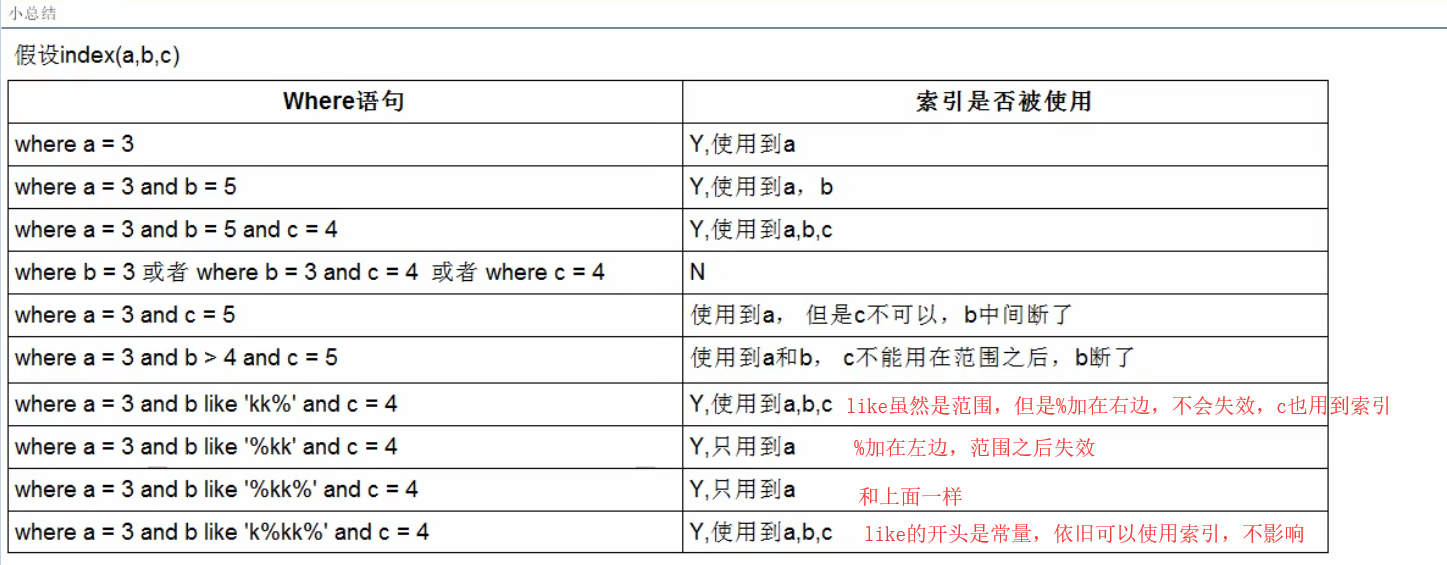 小总结
假设index(a,b,c)
Where语句 索引是否被使用
where a = 3 Y,使用到a
where a = 3 and b = 5 Y,使用到a，b
where a = 3 and b = 5 and c = 4 Y,使用到a,b,c
where b = 3 或者 where b = 3 and c = 4 或者 where c = 4 N
where a = 3 and c = 5 使用到a， 但是c不可以，b中间断了
where a = 3 and b > 4 and c = 5 使用到a和b， c不能用在范围之后，b断了
where a = 3 and b like 'kk%' and c = 4 Y,使用到a,b,c like虽然是范围，但是%加在右边，不会失效，c也用到索引
where a = 3 and b like '%kk' and c = 4 Y,只用到a %加在左边，范围之后失效
where a = 3 and b like '%kk%' and c = 4 Y,只用到a 和上面一样
where a = 3 and b like 'k%kk%' and c = 4 Y,使用到a,b,c like的开头是常量，依旧可以使用索引，不影响